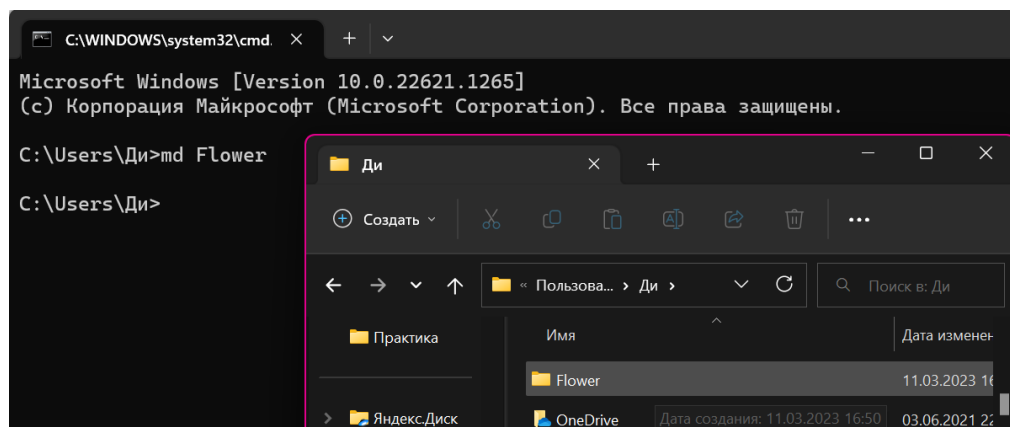 C:\WINDOWS\system32\cmd.
Microsoft Windows [Version 10.0.22621.1265]
(c) Корпорация Майкрософт (Microsoft Corporation). Все права защищены.
C:\Users\Ди>md Flower
C:\Users\Ди>
Ди
Создать
« Пользова... › Ди ›
Поиск в: Ди
Практика
Имя
Дата изменен
Flower
11.03.2023 16
Яндекс.Диск
OneDrive
Дата создания: 11.03.2023 16:50
03.06.2021 22